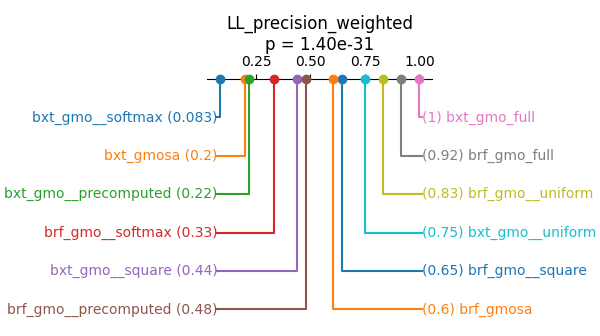 LL_precision_weighted
p = 1.40e-31
0.25 0.50 0.75 1.00
bxt_gmo__softmax (0.083)
(1) bxt_gmo_full
bxt_gmosa (0.2)
(0.92) brf_gmo_full
bxt_gmo__precomputed (0.22)
(0.83) brf_gmo__uniform
brf_gmo__softmax (0.33)
(0.75) bxt_gmo__uniform
bxt_gmo__square (0.44)
(0.65) brf_gmo__square
brf_gmo__precomputed (0.48)
(0.6) brf_gmosa